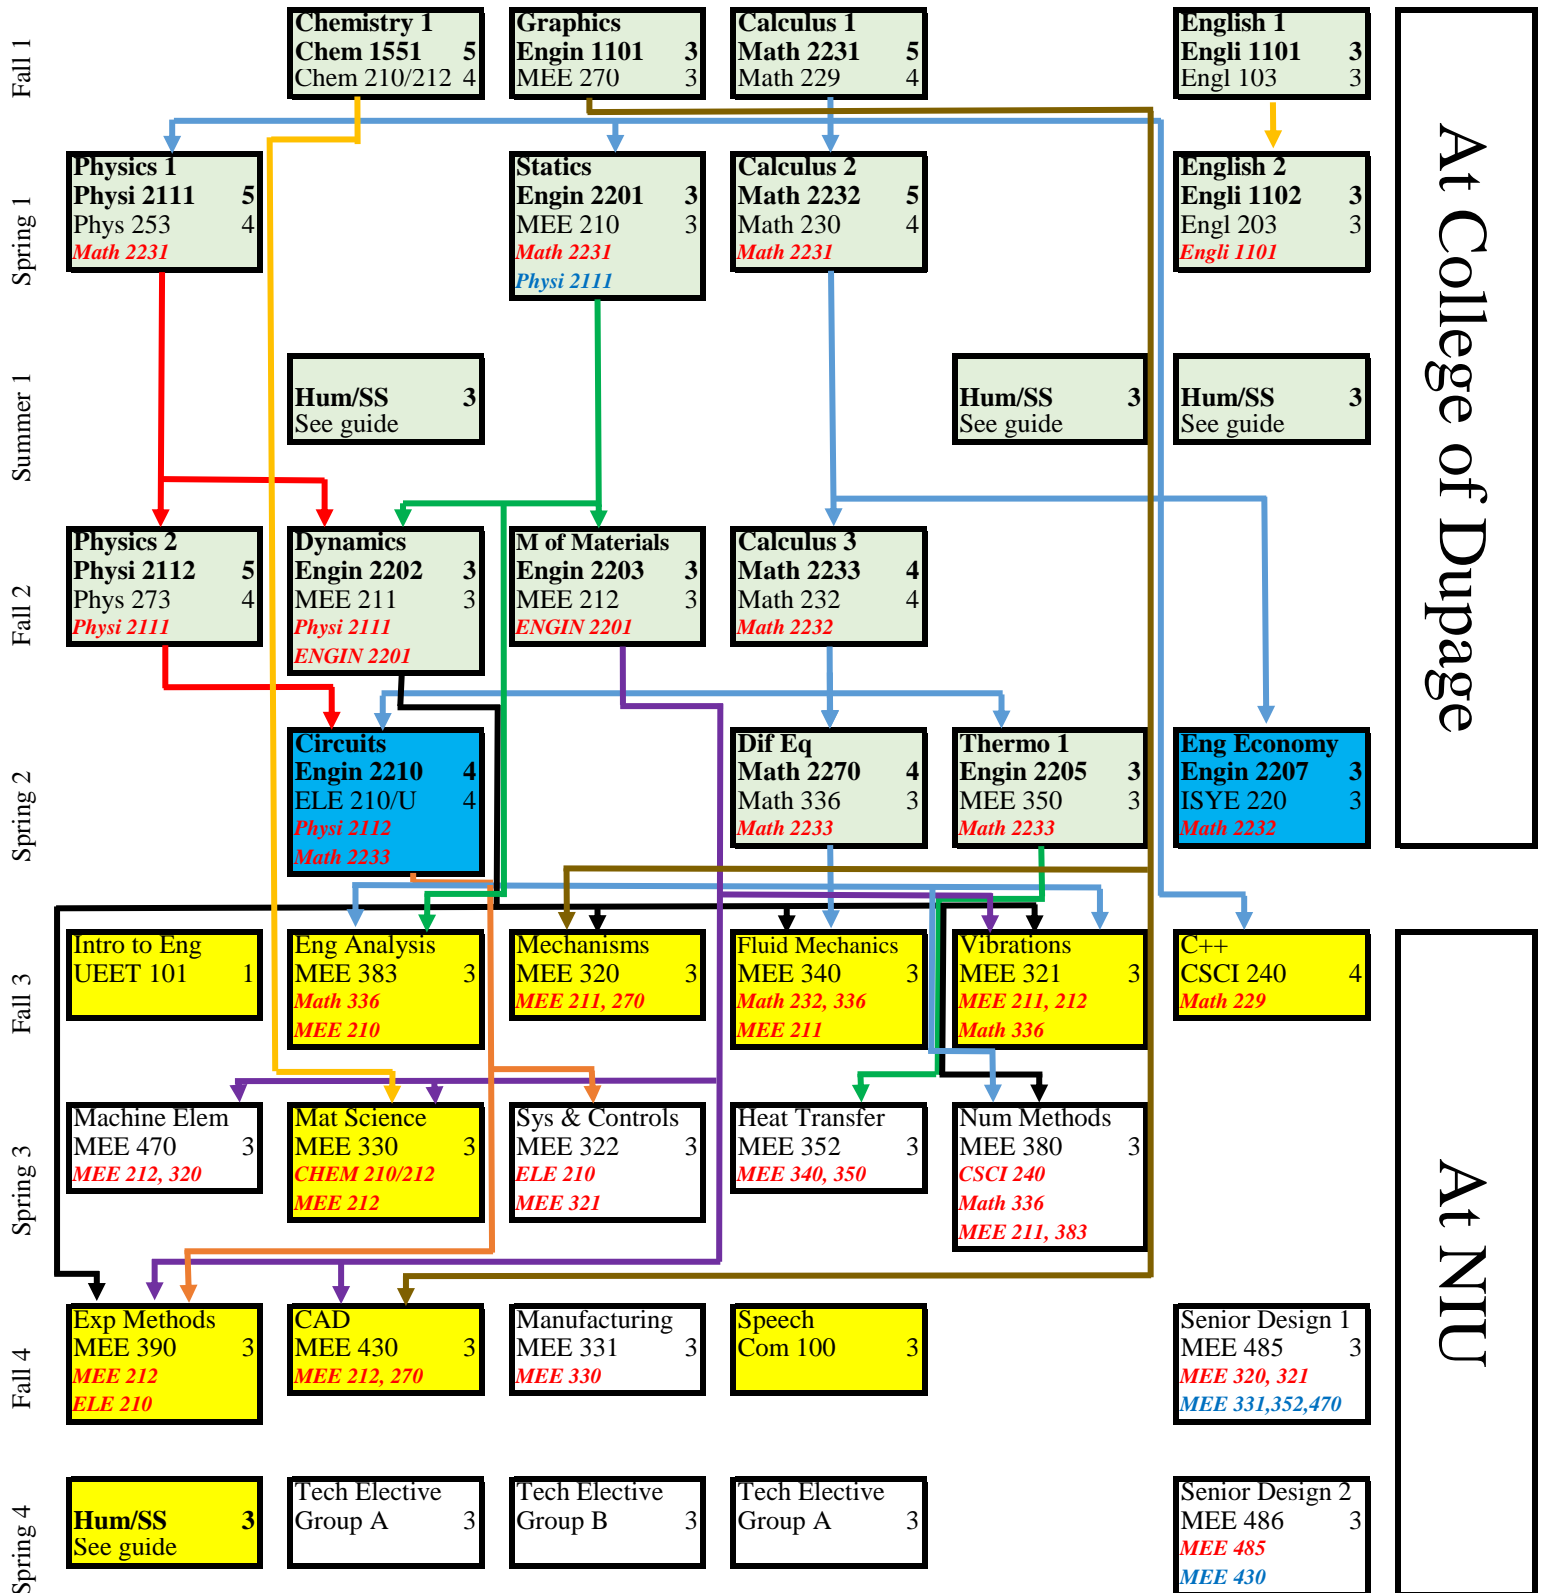 Fall 1
Chemistry 1
Chem 1551 5
Chem 210/212 4
Graphics
Engin 1101 3
MEE 270 3
Calculus 1
Math 2231 5
Math 229 4
English 1
Engli 1101 3
Engl 103 3
At College of Dupage
Spring 1
Physics 1
Physi 2111 5
Phys 253 4
Math 2231
Statics
Engin 2201 3
MEE 210 3
Math 2231
Physi 2111
Calculus 2
Math 2232 5
Math 230 4
Math 2231
English 2
Engli 1102 3
Engl 203 3
Engli 1101
Summer 1
Hum/SS 3
See guide
Hum/SS 3
See guide
Hum/SS 3
See guide
Fall 2
Physics 2
Physi 2112 5
Phys 273 4
Physi 2111
Dynamics
Engin 2202 3
MEE 211 3
Physi 2111
ENGIN 2201
M of Materials
Engin 2203 3
MEE 212 3
ENGIN 2201
Calculus 3
Math 2233 4
Math 232 4
Math 2232
Spring 2
Circuits
Engin 2210 4
ELE 210/U 4
Physi 2112
Math 2233
Dif Eq
Math 2270 4
Math 336 3
Math 2233
Thermo 1
Engin 2205 3
MEE 350 3
Math 2233
Eng Economy
Engin 2207 3
ISYE 220 3
Math 2232
Fall 3
Intro to Eng
UEET 101 1
Eng Analysis
MEE 383 3
Math 336
MEE 210
Mechanisms
MEE 320 3
MEE 211, 270
Fluid Mechanics
MEE 340 3
Math 232, 336
MEE 211
Vibrations
MEE 321 3
MEE 211, 212
Math 336
C++
CSCI 240 4
Math 229
At NIU
Spring 3
Machine Elem
MEE 470 3
MEE 212, 320
Mat Science
MEE 330 3
CHEM 210/212
MEE 212
Sys & Controls
MEE 322 3
ELE 210
MEE 321
Heat Transfer
MEE 352 3
MEE 340, 350
Num Methods
MEE 380 3
CSCI 240
Math 336
MEE 211, 383
Fall 4
Exp Methods
MEE 390 3
MEE 212
ELE 210
CAD
MEE 430 3
MEE 212, 270
Manufacturing
MEE 331 3
MEE 330
Speech
Com 100 3
Senior Design 1
MEE 485 3
MEE 320, 321
MEE 331,352,470
Spring 4
Hum/SS 3
See guide
Tech Elective
Group A 3
Tech Elective
Group B 3
Tech Elective
Group A 3
Senior Design 2
MEE 486 3
MEE 485
MEE 430